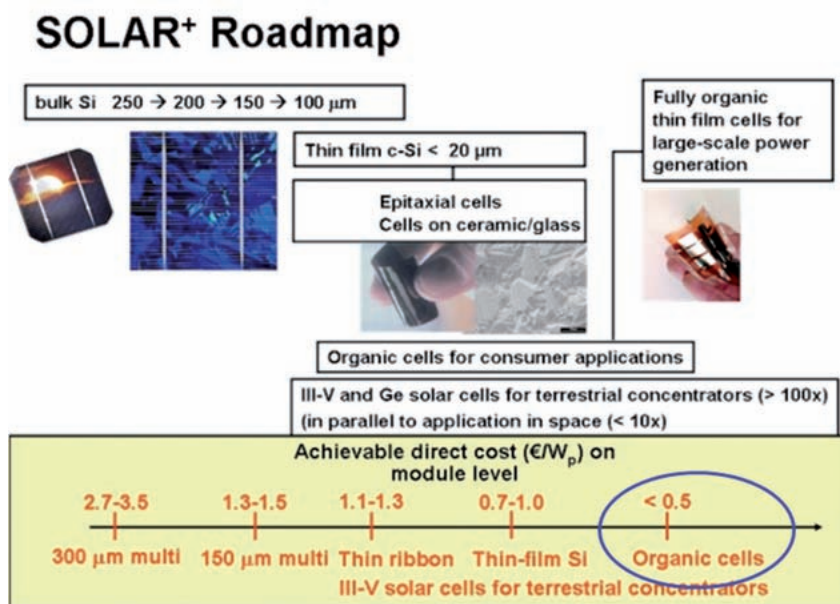 SOLAR⁺ Roadmap
bulk Si 250 → 200 → 150 → 100 μm
Thin film c-Si < 20 μm
Epitaxial cells
Cells on ceramic/glass
Fully organic
thin film cells for
large-scale power
generation
Organic cells for consumer applications
III-V and Ge solar cells for terrestrial concentrators (> 100x)
(in parallel to application in space (< 10x)
Achievable direct cost (€/Wₚ) on
module level
2.7-3.5 1.3-1.5 1.1-1.3 0.7-1.0 < 0.5
300 μm multi 150 μm multi Thin ribbon Thin-film Si Organic cells
III-V solar cells for terrestrial concentrators